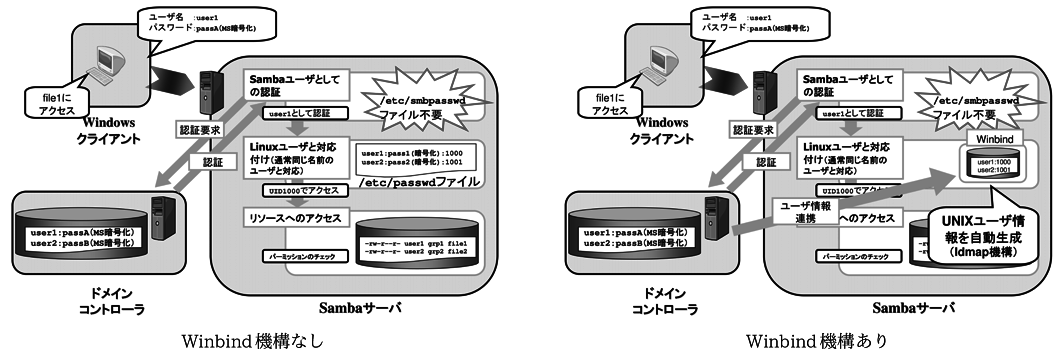 ユーザ名　:user1
パスワード:passA(MS暗号化)
file1に
アクセス
Windows
クライアント
Sambaユーザとして
の認証
/etc/smbpasswd
ファイル不要
user1として認証
認証要求
認証
Linuxユーザと対応
付け(通常同じ名前の
ユーザと対応)
user1:pass1(暗号化):1000
user2:pass2(暗号化):1001
/etc/passwdファイル
UID1000でアクセス
リソースへのアクセス
-rw-r--r- user1 grp1 file1
-rw-r--r- user2 grp2 file2
パーミッションのチェック
user1:passA(MS暗号化)
user2:passB(MS暗号化)
ドメイン
コントローラ
Sambaサーバ
Winbind 機構なし
ユーザ名　:user1
パスワード:passA(MS暗号化)
file1に
アクセス
Windows
クライアント
Sambaユーザとして
の認証
/etc/smbpasswd
ファイル不要
user1として認証
認証要求
認証
Linuxユーザと対応
付け(通常同じ名前の
ユーザと対応)
Winbind
user1:1000
user2:1001
UID1000でアクセス
ユーザ情報
連携
へのアクセス
UNIXユーザ情
報を自動生成
(Idmap機構)
-rw-r
-rw-r
パーミッションのチェック
user1:passA(MS暗号化)
user2:passB(MS暗号化)
ドメイン
コントローラ
Sambaサーバ
Winbind 機構あり